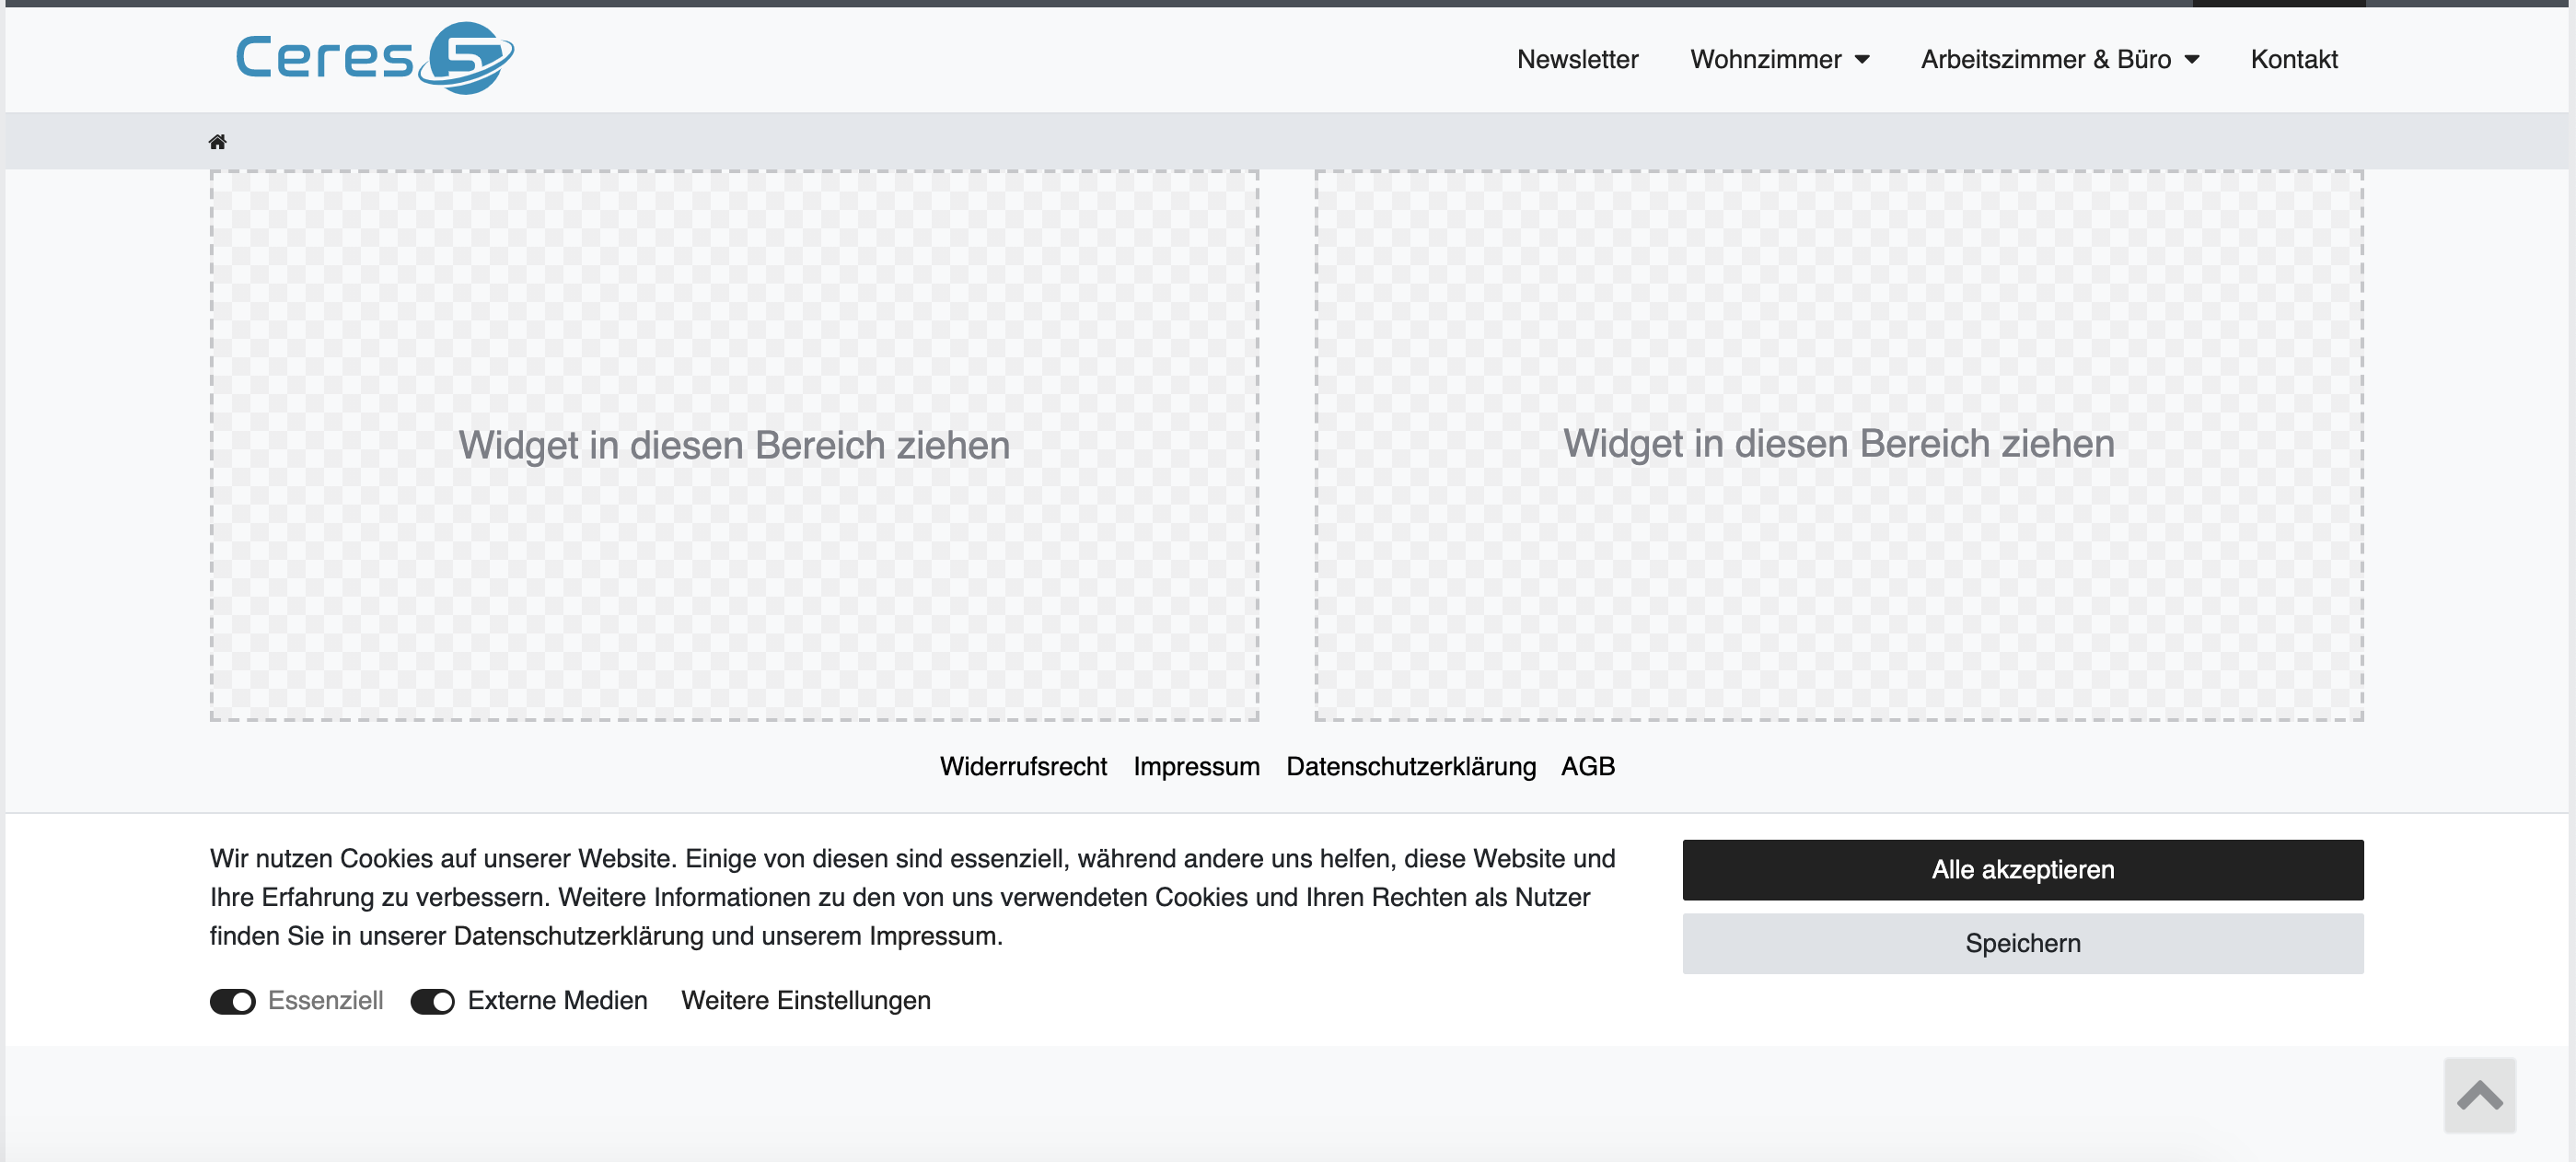 Ceres 5
Newsletter Wohnzimmer Arbeitszimmer & Büro Kontakt
Widget in diesen Bereich ziehen
Widget in diesen Bereich ziehen
Widerrufsrecht Impressum Datenschutzerklärung AGB
Wir nutzen Cookies auf unserer Website. Einige von diesen sind essenziell, während andere uns helfen, diese Website und
Ihre Erfahrung zu verbessern. Weitere Informationen zu den von uns verwendeten Cookies und Ihren Rechten als Nutzer
finden Sie in unserer Datenschutzerklärung und unserem Impressum.
Essenziell Externe Medien Weitere Einstellungen
Alle akzeptieren
Speichern